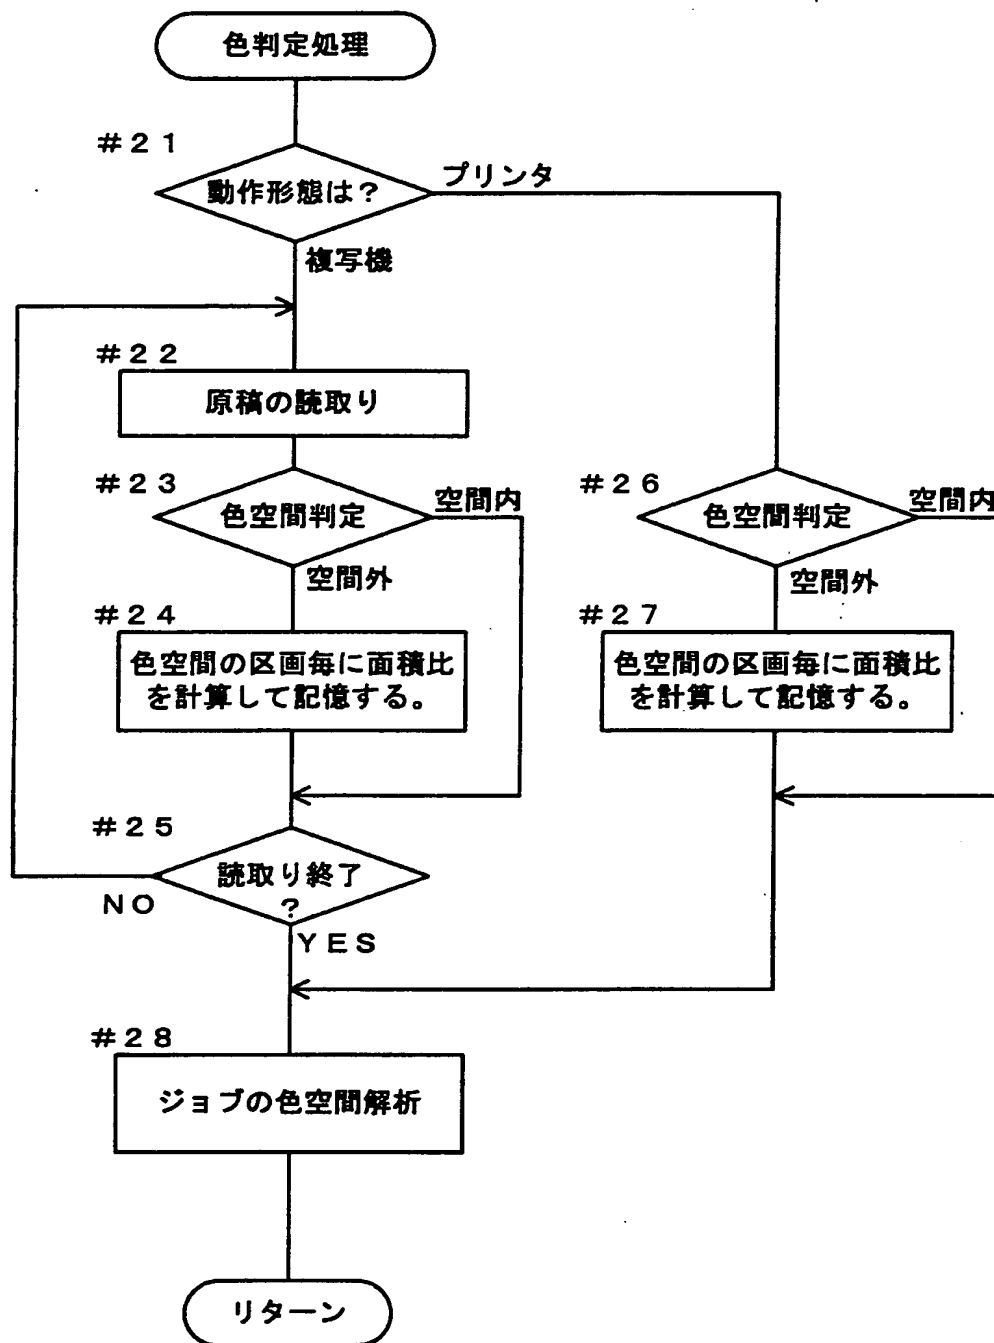 色判定処理
#21
動作形態は?
プリンタ
複写機
#22
原稿の読取り
#23
色空間判定
空間内
空間外
#24
色空間の区画毎に面積比
を計算して記憶する。
#26
色空間判定
空間内
空間外
#27
色空間の区画毎に面積比
を計算して記憶する。
#25
読取り終了
?
NO
YES
#28
ジョブの色空間解析
リターン